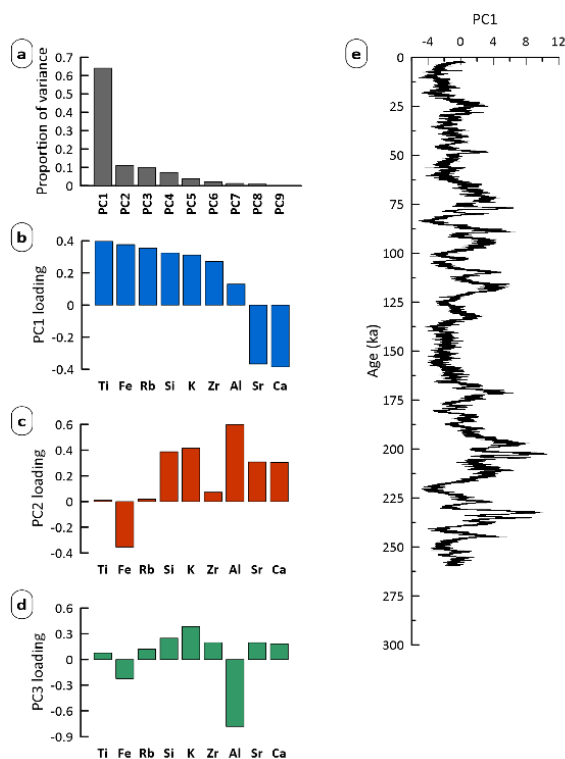 a
Proportion of variance
0.7
0.6
0.5
0.4
0.3
0.2
0.1
0
PC1 PC2 PC3 PC4 PC5 PC6 PC7 PC8 PC9
b
PC1 loading
0.4
0.2
0
-0.2
-0.4
Ti Fe Rb Si K Zr Al Sr Ca
c
PC2 loading
0.6
0.4
0.2
0
-0.2
-0.4
Ti Fe Rb Si K Zr Al Sr Ca
d
PC3 loading
0.6
0.3
0
-0.3
-0.6
-0.9
Ti Fe Rb Si K Zr Al Sr Ca
e
PC1
-4 0 4 8 12
Age (ka)
0
25
50
75
100
125
150
175
200
225
250
275
300